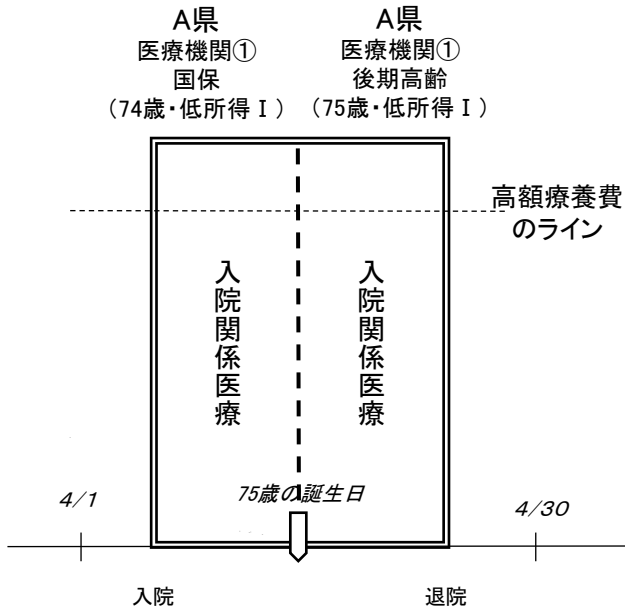 A県
医療機関①
国保
(74歳・低所得Ⅰ)
A県
医療機関①
後期高齢
(75歳・低所得Ⅰ)
高額療養費
のライン
入院関係医療
入院関係医療
75歳の誕生日
4/1
4/30
入院
退院